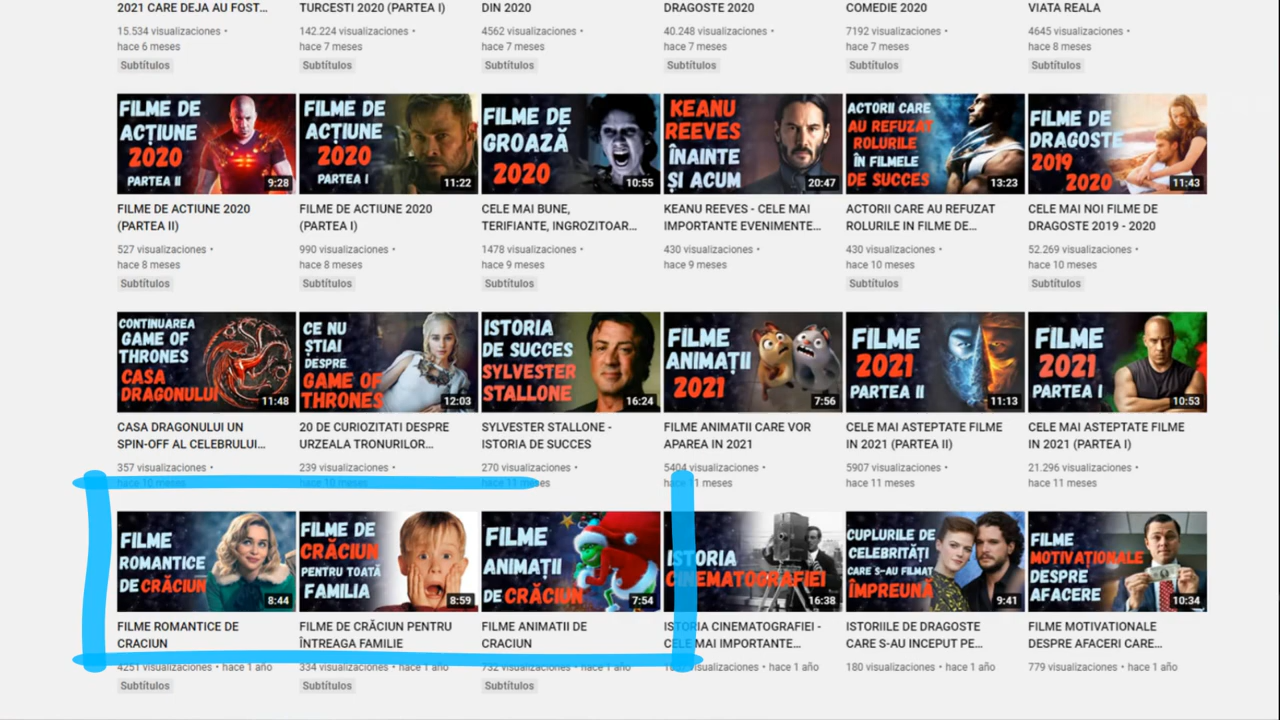 2021 CARE DEJA AU FOST...
TURCESTI 2020 (PARTEA I)
DIN 2020
DRAGOSTE 2020
COMEDIE 2020
VIATA REALA
15.534 visualizaciones •
142.224 visualizaciones •
4562 visualizaciones •
40.248 visualizaciones •
7192 visualizaciones •
4645 visualizaciones •
hace 6 meses
hace 7 meses
hace 7 meses
hace 7 meses
hace 7 meses
hace 8 meses
Subtítulos
Subtítulos
Subtítulos
Subtítulos
Subtítulos
Subtítulos
FILME DE
ACȚIUNE
2020
PARTEA II
9:28
FILME DE
ACȚIUNE
2020
PARTEA I
11:22
FILME DE
GROAZĂ
2020
10:55
KEANU
REEVES
ÎNAINTE
ȘI ACUM
20:47
ACTORII CARE
AU REFUZAT
ROLURILE
ÎN FILMELE
DE SUCCES
13:23
FILME DE
DRAGOSTE
2019
2020
11:43
FILME DE ACTIUNE 2020
(PARTEA II)
527 visualizaciones •
hace 8 meses
Subtítulos
FILME DE ACTIUNE 2020
(PARTEA I)
990 visualizaciones •
hace 8 meses
Subtítulos
CELE MAI BUNE,
TERIFIANTE, INGROZITOAR...
1478 visualizaciones •
hace 9 meses
Subtítulos
KEANU REEVES - CELE MAI
IMPORTANTE EVENIMENTE...
430 visualizaciones •
hace 9 meses
ACTORII CARE AU REFUZAT
ROLURILE IN FILME DE...
430 visualizaciones •
hace 10 meses
Subtítulos
CELE MAI NOI FILME DE
DRAGOSTE 2019 - 2020
52.269 visualizaciones •
hace 10 meses
Subtítulos
CONTINUAREA
GAME OF
THRONES
CASA
DRAGONULUI
11:48
CE NU
ȘTIAI
DESPRE
GAME OF
THRONES
12:03
ISTORIA
DE SUCCES
SYLVESTER
STALLONE
16:24
FILME
ANIMAȚII
2021
7:56
FILME
2021
PARTEA II
11:13
FILME
2021
PARTEA I
10:53
CASA DRAGONULUI UN
SPIN-OFF AL CELEBRULUI...
357 visualizaciones •
hace 10 meses
20 DE CURIOZITATI DESPRE
URZEALA TRONURILOR...
239 visualizaciones •
hace 10 meses
SYLVESTER STALLONE -
ISTORIA DE SUCCES
270 visualizaciones •
hace 11 meses
FILME ANIMATII CARE VOR
APAREA IN 2021
5404 visualizaciones •
hace 11 meses
CELE MAI ASTEPTATE FILME
IN 2021 (PARTEA II)
5907 visualizaciones •
hace 11 meses
CELE MAI ASTEPTATE FILME
IN 2021 (PARTEA I)
21.296 visualizaciones •
hace 11 meses
FILME
ROMANTICE
DE CRĂCIUN
8:44
FILME DE
CRĂCIUN
PENTRU TOATĂ
FAMILIA
8:59
FILME
ANIMAȚII
DE CRĂCIUN
7:54
ISTORIA
CINEMATOGRAFIEI
16:38
CUPLURILE DE
CELEBRITĂȚI
CARE S-AU FILMAT
ÎMPREUNĂ
9:41
FILME
MOTIVAȚIONALE
DESPRE
AFACERE
10:34
FILME ROMANTICE DE
CRACIUN
4251 visualizaciones • hace 1 año
Subtítulos
FILME DE CRĂCIUN PENTRU
ÎNTREAGA FAMILIE
334 visualizaciones • hace 1 año
FILME ANIMATII DE
CRACIUN
732 visualizaciones • hace 1 año
Subtítulos
ISTORIA CINEMATOGRAFIEI -
CELE MAI IMPORTANTE...
visualizaciones • hace 1 año
ISTORIILE DE DRAGOSTE
CARE S-AU INCEPUT PE...
180 visualizaciones • hace 1 año
FILME MOTIVATIONALE
DESPRE AFACERI CARE...
779 visualizaciones • hace 1 año